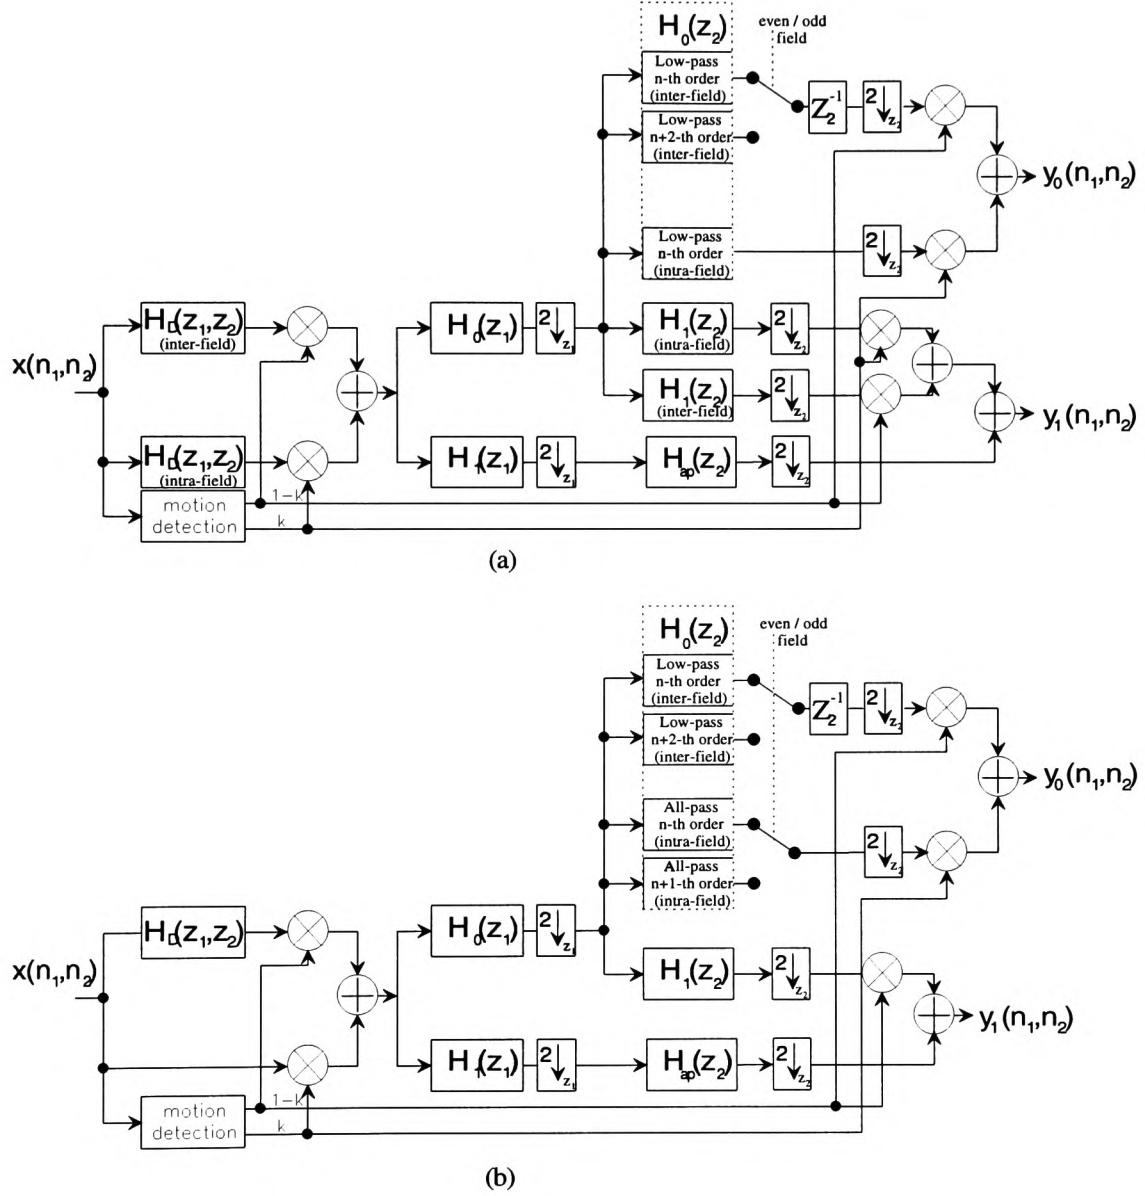 H₀(z₂)
even / odd
field
Low-pass
n-th order
(inter-field)
Z₂⁻¹
2↓z₂
Low-pass
n+2-th order
(inter-field)
y₀(n₁,n₂)
Low-pass
n-th order
(intra-field)
2↓z₂
H_D(z₁,z₂)
(inter-field)
H₀(z₁)
2↓z₁
H₁(z₂)
(intra-field)
2↓z₂
x(n₁,n₂)
H₁(z₂)
(inter-field)
2↓z₂
y₁(n₁,n₂)
H_D(z₁,z₂)
(intra-field)
H₁(z₁)
2↓z₁
H_ap(z₂)
2↓z₂
motion
detection
1-k
k
(a)
H₀(z₂)
even / odd
field
Low-pass
n-th order
(inter-field)
Z₂⁻¹
2↓z₂
Low-pass
n+2-th order
(inter-field)
y₀(n₁,n₂)
All-pass
n-th order
(intra-field)
2↓z₂
All-pass
n+1-th order
(intra-field)
H_D(z₁,z₂)
H₀(z₁)
2↓z₁
x(n₁,n₂)
H₁(z₂)
2↓z₂
y₁(n₁,n₂)
H₁(z₁)
2↓z₁
H_ap(z₂)
2↓z₂
motion
detection
1-k
k
(b)